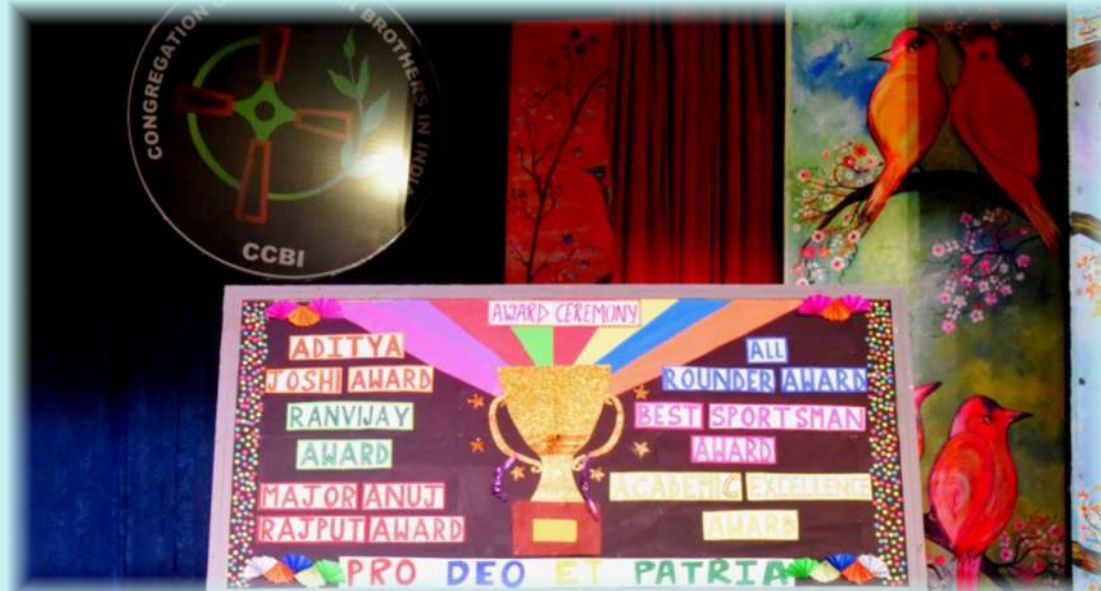 CONGREGATION
BROTHERS IN INDIA
CCBI
AWARD CEREMONY
ADITYA
JOSHI AWARD
RANVIJAY
AWARD
MAJOR ANUJ
RAJPUT AWARD
ALL
ROUNDER AWARD
BEST SPORTSMAN
AWARD
ACADEMIC EXCELLENCE
AWARD
PRO DEO ET PATRIA